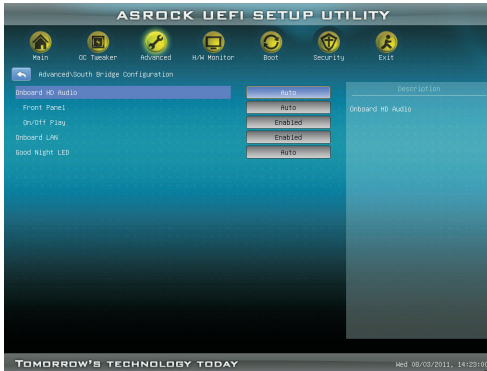 ASROCK UEFI SETUP UTILITY
Main OC Tweaker Advanced H/W Monitor Boot Security Exit
Advanced\South Bridge Configuration
Description
Onboard HD Audio Auto
Front Panel Auto
Onboard HD Audio
On/Off Play Enabled
Onboard LAN Enabled
Good Night LED Auto
TOMORROW'S TECHNOLOGY TODAY
Wed 08/03/2011, 14:23:00